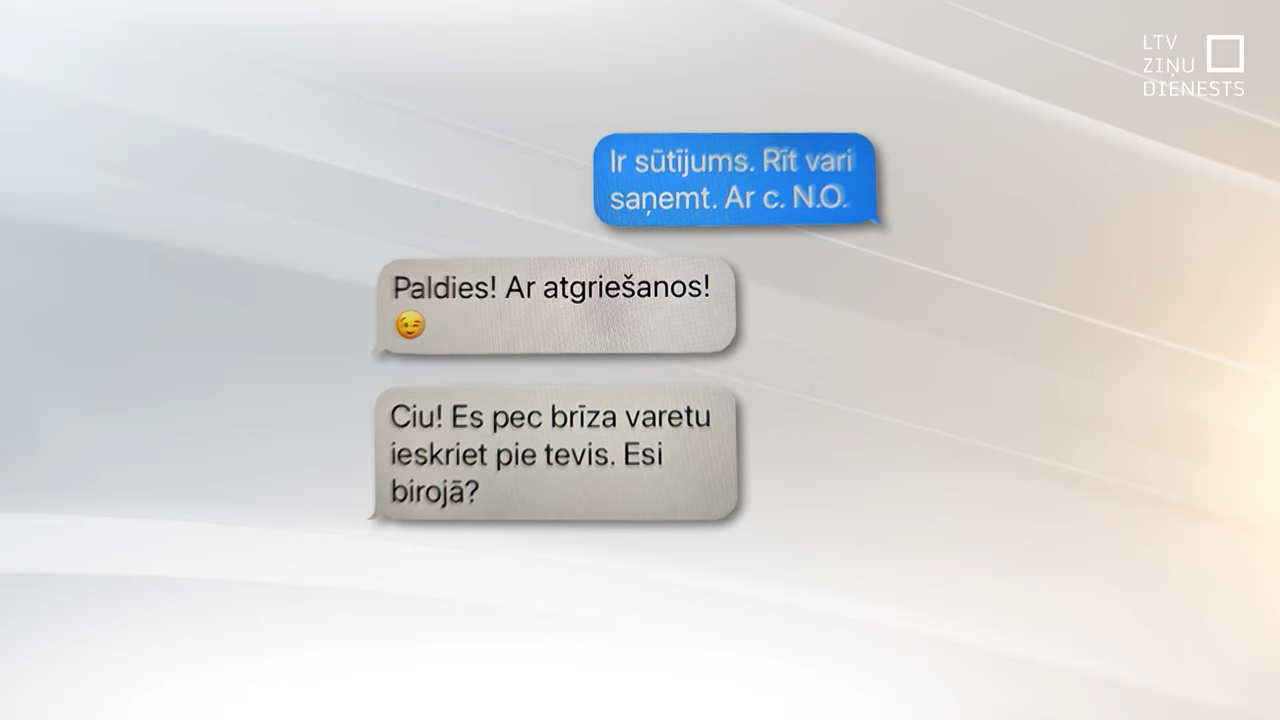 LTV
ZIŅU
DIENESTS
Ir sūtījums. Rīt vari
saņemt. Ar c. N.O.
Paldies! Ar atgriešanos!
😉
Ciu! Es pec brīza varetu
ieskriet pie tevis. Esi
birojā?